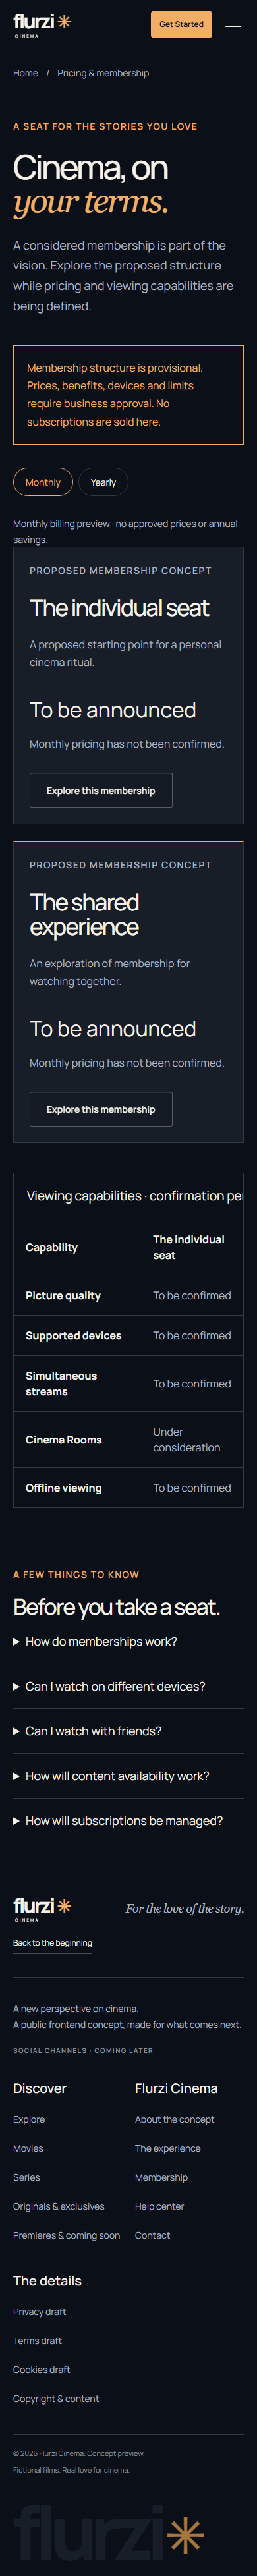 flurzi
CINEMA
Get Started
Home / Pricing & membership
A SEAT FOR THE STORIES YOU LOVE
Cinema, on
your terms.
A considered membership is part of the
vision. Explore the proposed structure
while pricing and viewing capabilities are
being defined.
Membership structure is provisional.
Prices, benefits, devices and limits
require business approval. No
subscriptions are sold here.
Monthly Yearly
Monthly billing preview · no approved prices or annual
savings.
PROPOSED MEMBERSHIP CONCEPT
The individual seat
A proposed starting point for a personal
cinema ritual.
To be announced
Monthly pricing has not been confirmed.
Explore this membership
PROPOSED MEMBERSHIP CONCEPT
The shared
experience
An exploration of membership for
watching together.
To be announced
Monthly pricing has not been confirmed.
Explore this membership
Viewing capabilities · confirmation
Capability The individual
seat
Picture quality To be confirmed
Supported devices To be confirmed
Simultaneous
streams To be confirmed
Cinema Rooms Under
consideration
Offline viewing To be confirmed
A FEW THINGS TO KNOW
Before you take a seat.
How do memberships work?
Can I watch on different devices?
Can I watch with friends?
How will content availability work?
How will subscriptions be managed?
flurzi
CINEMA
For the love of the story.
Back to the beginning
A new perspective on cinema.
A public frontend concept, made for what comes next.
SOCIAL CHANNELS · COMING LATER
Discover
Explore
Movies
Series
Originals & exclusives
Premieres & coming soon
Flurzi Cinema
About the concept
The experience
Membership
Help center
Contact
The details
Privacy draft
Terms draft
Cookies draft
Copyright & content
© 2026 Flurzi Cinema. Concept preview.
Fictional films. Real love for cinema.
flurzi